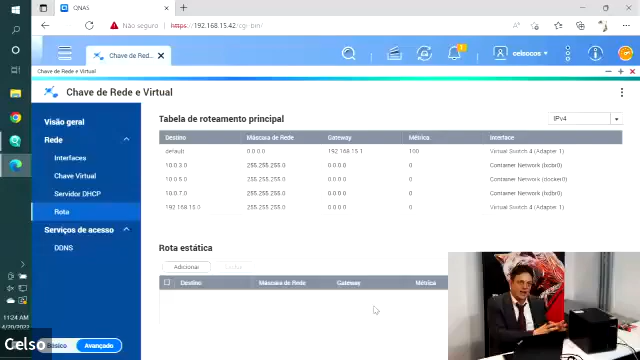 QNAS
Não seguro
https://192.168.15.42/cgi-bin/
Chave de Red...
celsocos
Chave de Rede e Virtual
Chave de Rede e Virtual
Visão geral
Rede
Interfaces
Chave Virtual
Servidor DHCP
Rota
Serviços de acesso
DDNS
Básico
Avançado
Tabela de roteamento principal
IPv4
Destino Máscara de Rede Gateway Métrica Interface
default 0.0.0.0 192.168.15.1 100 Virtual Switch 4 (Adapter 1)
10.0.3.0 255.255.255.0 0.0.0.0 0 Container Network (lxcbr0)
10.0.5.0 255.255.255.0 0.0.0.0 0 Container Network (docker0)
10.0.7.0 255.255.255.0 0.0.0.0 0 Container Network (lxdbr0)
192.168.15.0 255.255.255.0 0.0.0.0 0 Virtual Switch 4 (Adapter 1)
Rota estática
Adicionar
Excluir
Destino Máscara de Rede Gateway Métrica
11:24 AM
Celso